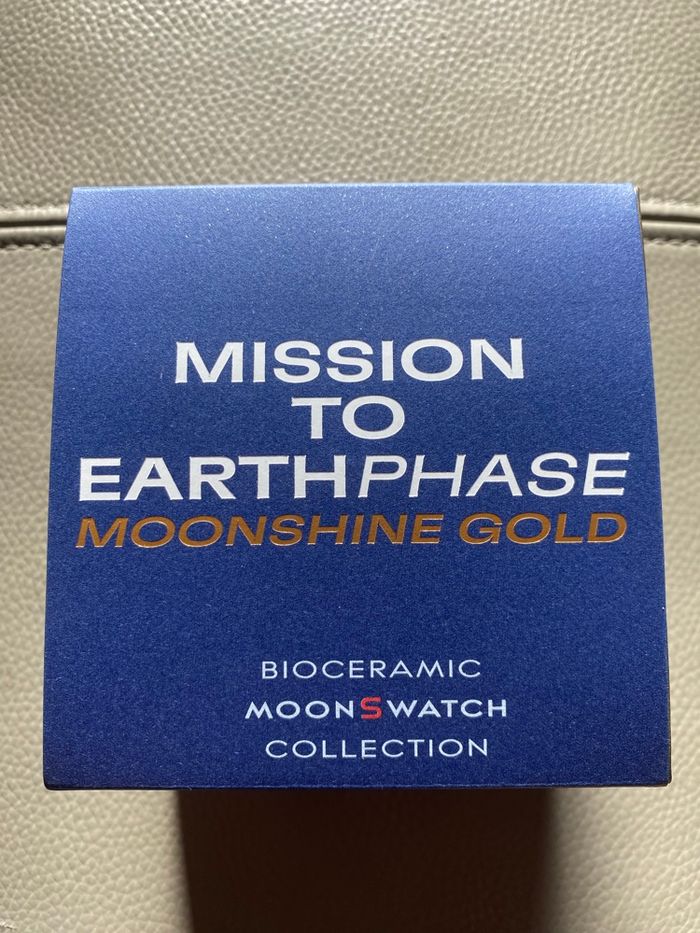 MISSION
TO
EARTHPHASE
MOONSHINE GOLD
BIOCERAMIC
MOONSWATCH
COLLECTION